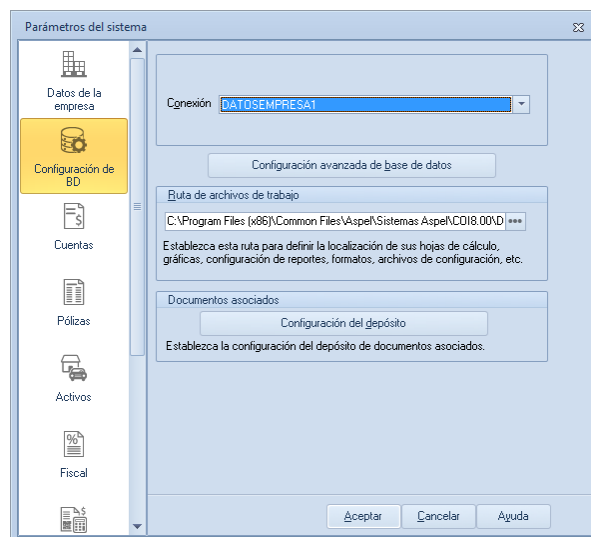 Parámetros del sistema
Datos de la
empresa
Configuración de
BD
Cuentas
Pólizas
Activos
Fiscal
Conexión DATOSEMPRESA1
Configuración avanzada de base de datos
Ruta de archivos de trabajo
C:\Program Files (x86)\Common Files\Aspel\Sistemas Aspel\COI8.00\D
Establezca esta ruta para definir la localización de sus hojas de cálculo,
gráficas, configuración de reportes, formatos, archivos de configuración, etc.
Documentos asociados
Configuración del depósito
Establezca la configuración del depósito de documentos asociados.
Aceptar Cancelar Ayuda